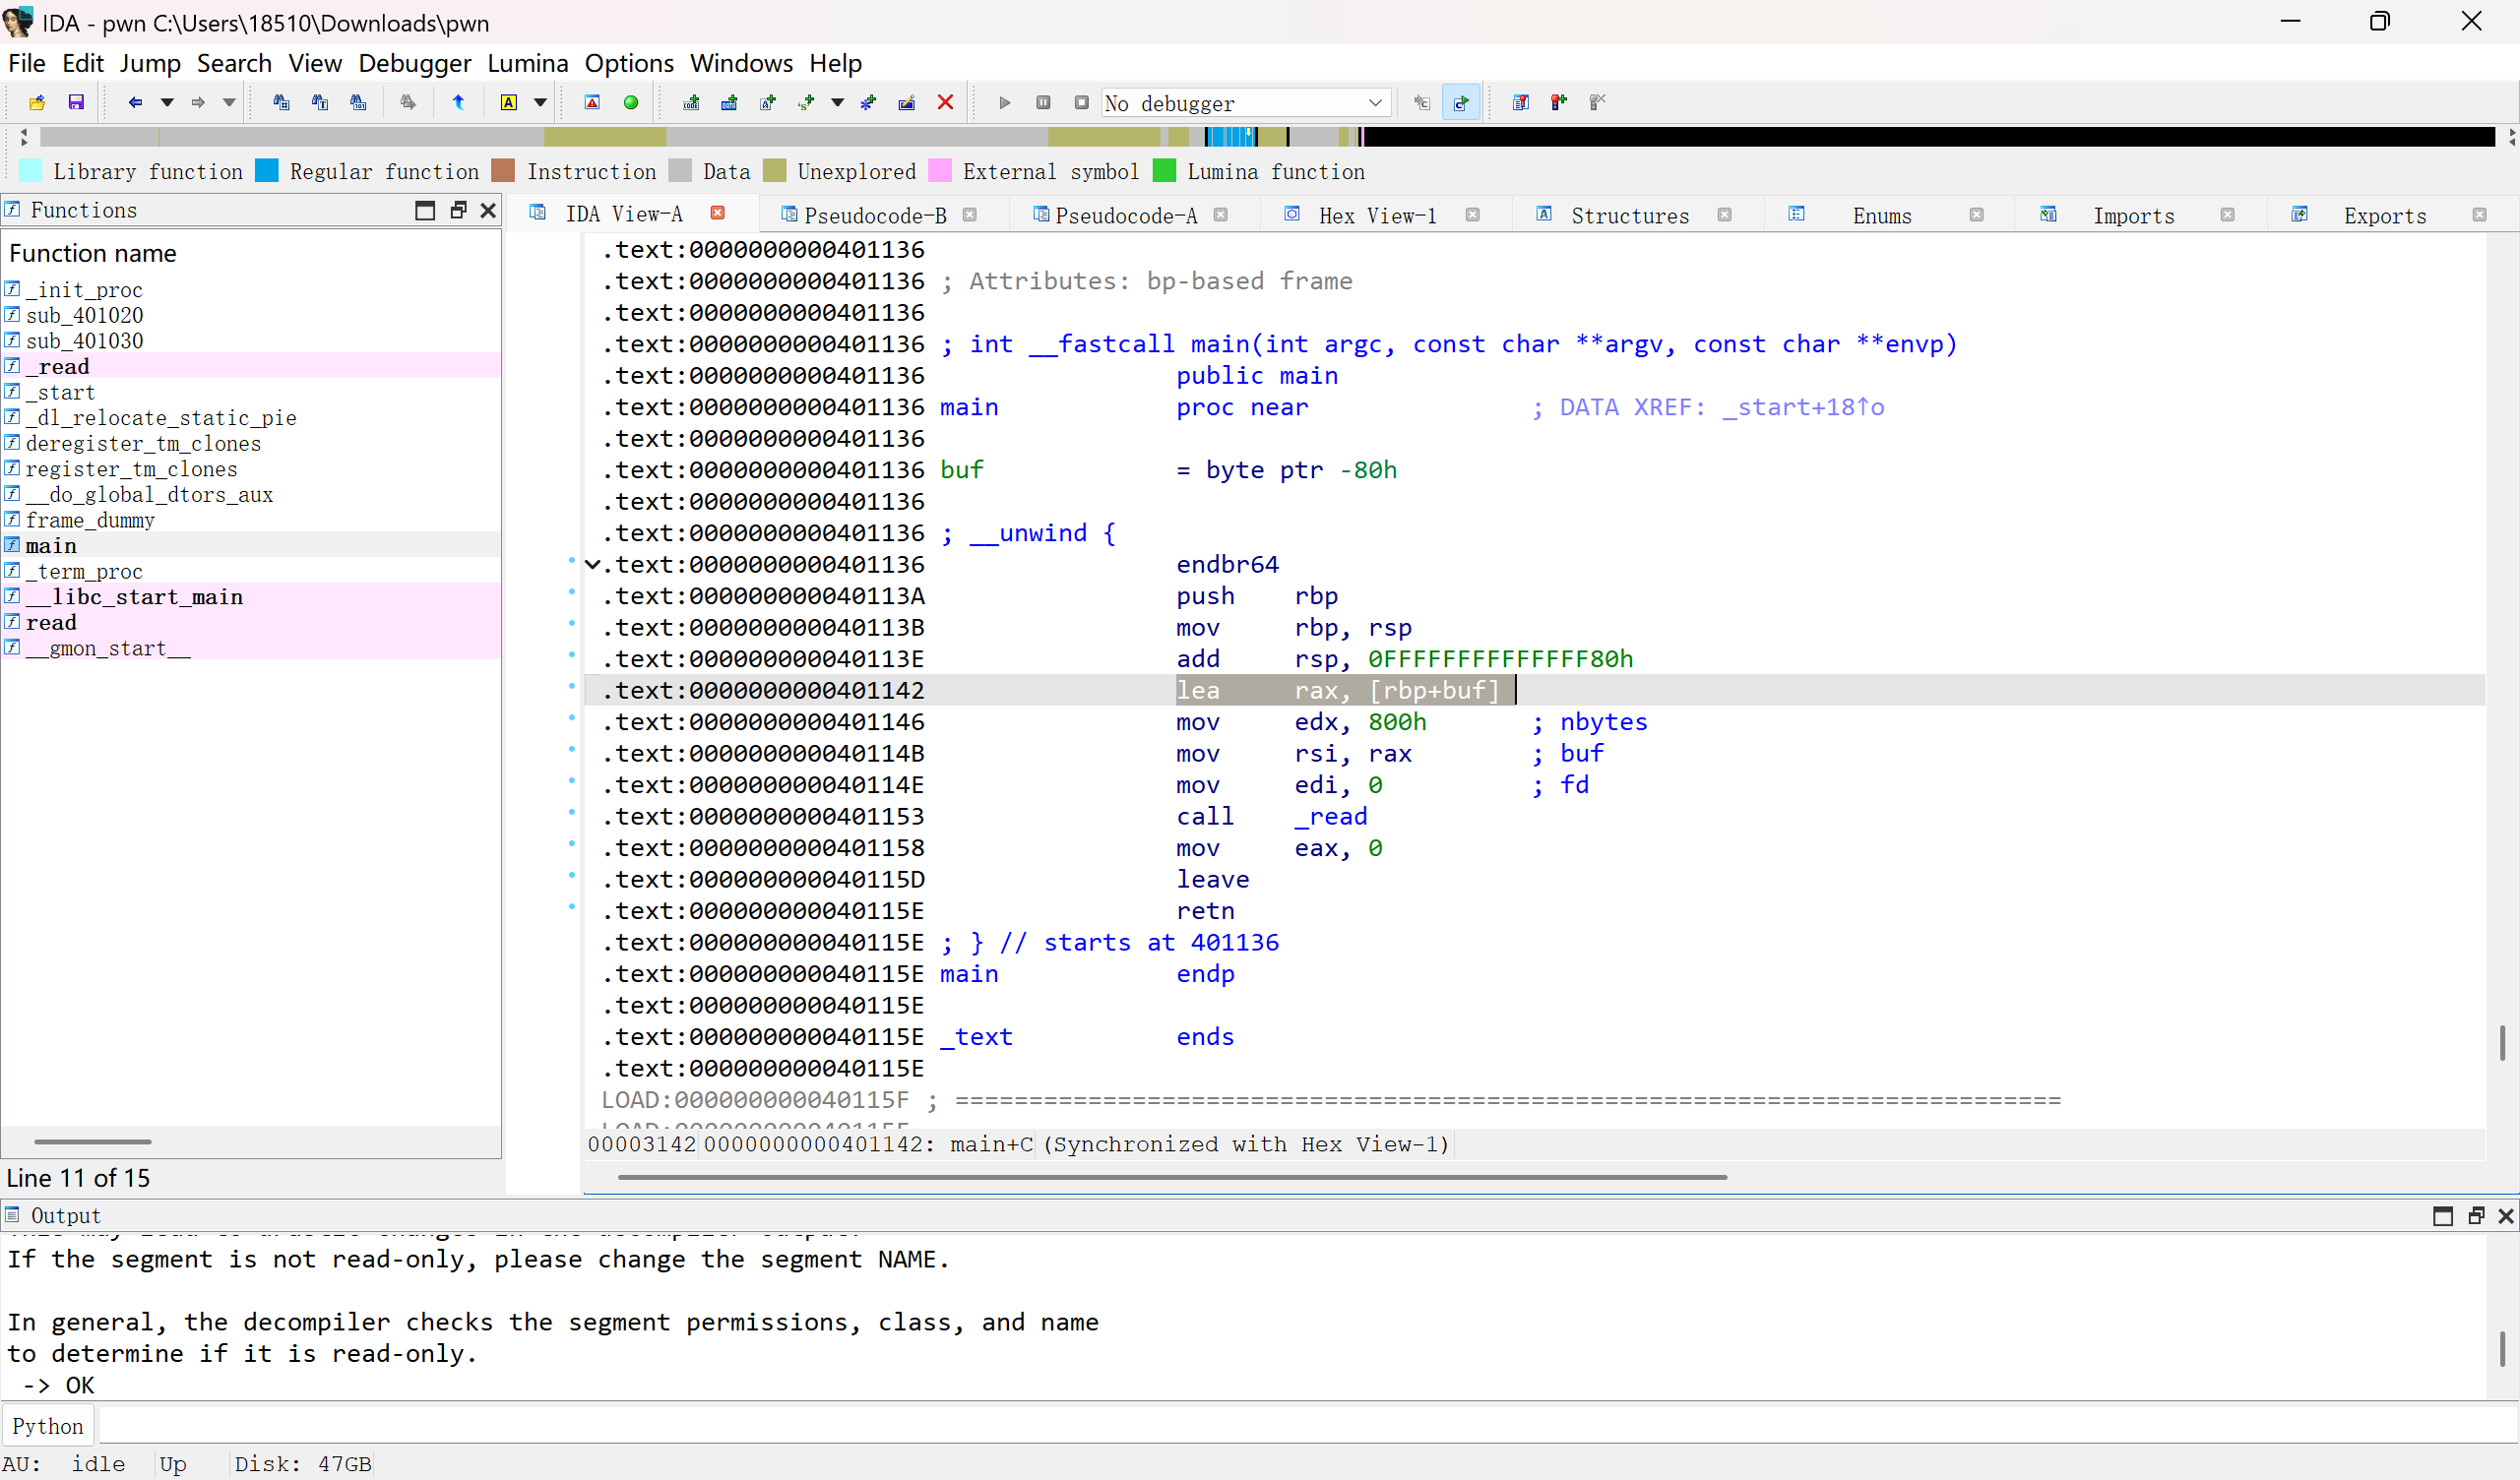 IDA - pwn C:\Users\18510\Downloads\pwn
File Edit Jump Search View Debugger Lumina Options Windows Help
No debugger
Library function Regular function Instruction Data Unexplored External symbol Lumina function
Functions
Function name
_init_proc
sub_401020
sub_401030
_read
_start
_dl_relocate_static_pie
deregister_tm_clones
register_tm_clones
__do_global_dtors_aux
frame_dummy
main
_term_proc
__libc_start_main
read
__gmon_start__
Line 11 of 15
IDA View-A Pseudocode-B Pseudocode-A Hex View-1 Structures Enums Imports Exports
.text:0000000000401136
.text:0000000000401136 ; Attributes: bp-based frame
.text:0000000000401136
.text:0000000000401136 ; int __fastcall main(int argc, const char **argv, const char **envp)
.text:0000000000401136 public main
.text:0000000000401136 main proc near ; DATA XREF: _start+18↑o
.text:0000000000401136
.text:0000000000401136 buf = byte ptr -80h
.text:0000000000401136
.text:0000000000401136 ; __unwind {
.text:0000000000401136 endbr64
.text:000000000040113A push rbp
.text:000000000040113B mov rbp, rsp
.text:000000000040113E add rsp, 0FFFFFFFFFFFFFF80h
.text:0000000000401142 lea rax, [rbp+buf]
.text:0000000000401146 mov edx, 800h ; nbytes
.text:000000000040114B mov rsi, rax ; buf
.text:000000000040114E mov edi, 0 ; fd
.text:0000000000401153 call _read
.text:0000000000401158 mov eax, 0
.text:000000000040115D leave
.text:000000000040115E retn
.text:000000000040115E ; } // starts at 401136
.text:000000000040115E main endp
.text:000000000040115E
.text:000000000040115E _text ends
.text:000000000040115E
LOAD:000000000040115F ; ===========================================================================
00003142 0000000000401142: main+C (Synchronized with Hex View-1)
Output
If the segment is not read-only, please change the segment NAME.
In general, the decompiler checks the segment permissions, class, and name
to determine if it is read-only.
-> OK
Python
AU: idle Up Disk: 47GB